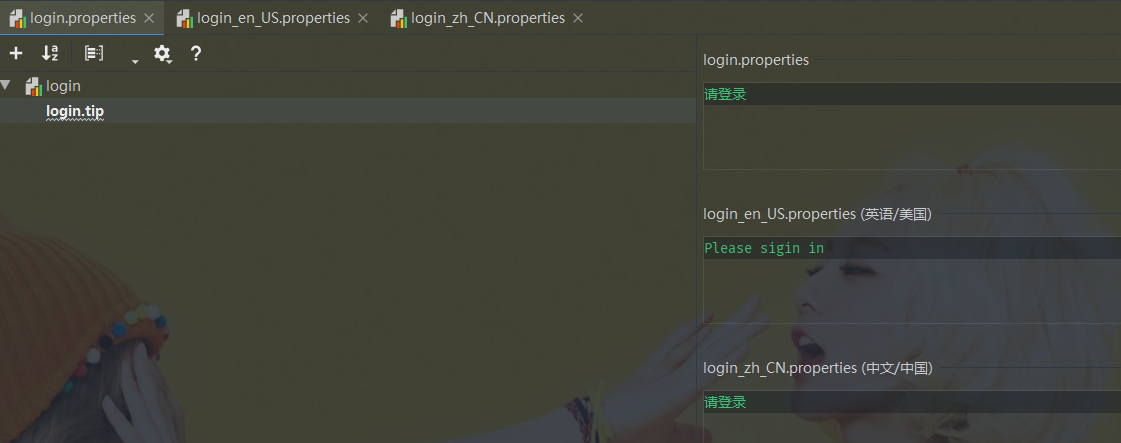 login.properties login_en_US.properties login_zh_CN.properties
login
login.tip
login.properties
请登录
login_en_US.properties (英语/美国)
Please sigin in
login_zh_CN.properties (中文/中国)
请登录